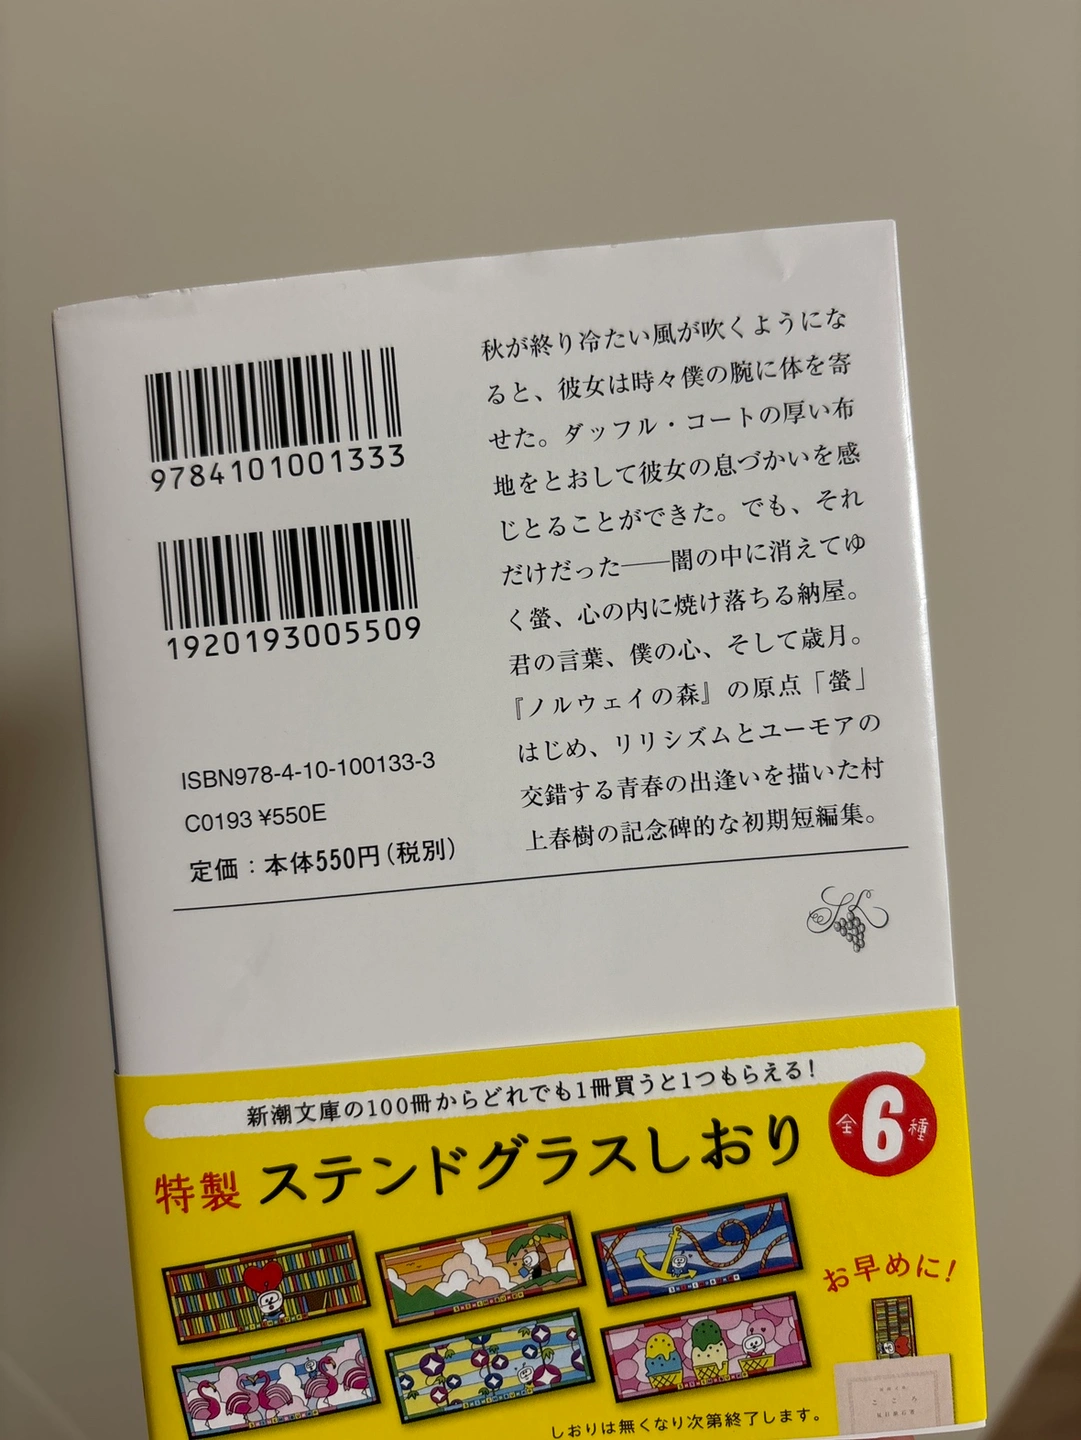 9784101001333
1920193005509
ISBN978-4-10-100133-3
C0193 ¥550E
定価：本体550円（税別）
秋が終り冷たい風が吹くようにな
ると、彼女は時々僕の腕に体を寄
せた。ダッフル・コートの厚い布
地をとおして彼女の息づかいを感
じとることができた。でも、それ
だけだった――闇の中に消えてゆ
く螢、心の内に焼け落ちる納屋。
君の言葉、僕の心、そして歳月。
『ノルウェイの森』の原点「螢」
はじめ、リリシズムとユーモアの
交錯する青春の出逢いを描いた村
上春樹の記念碑的な初期短編集。
新潮文庫の100冊からどれでも1冊買うと1つもらえる！
特製 ステンドグラスしおり
全6種
お早めに！
こころ
しおりは無くなり次第終了します。